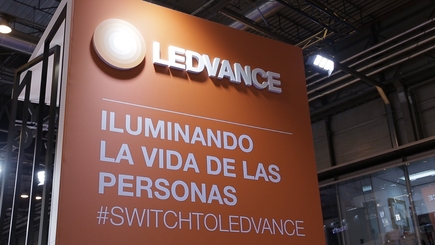 LEDVANCE
ILUMINANDO
LA VIDA DE LAS
PERSONAS
#SWITCHTOLEDVANCE